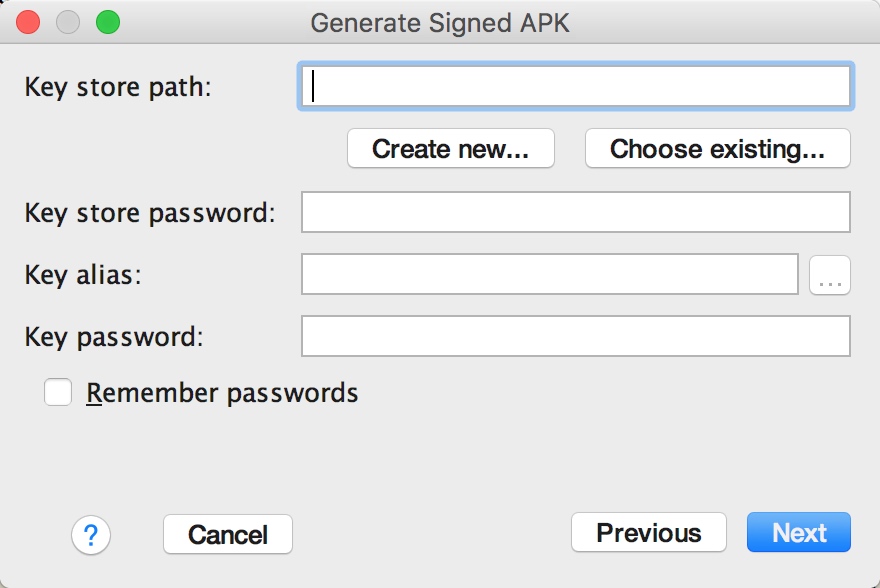 Generate Signed APK
Key store path:
Create new... Choose existing...
Key store password:
Key alias:
...
Key password:
Remember passwords
? Cancel Previous Next